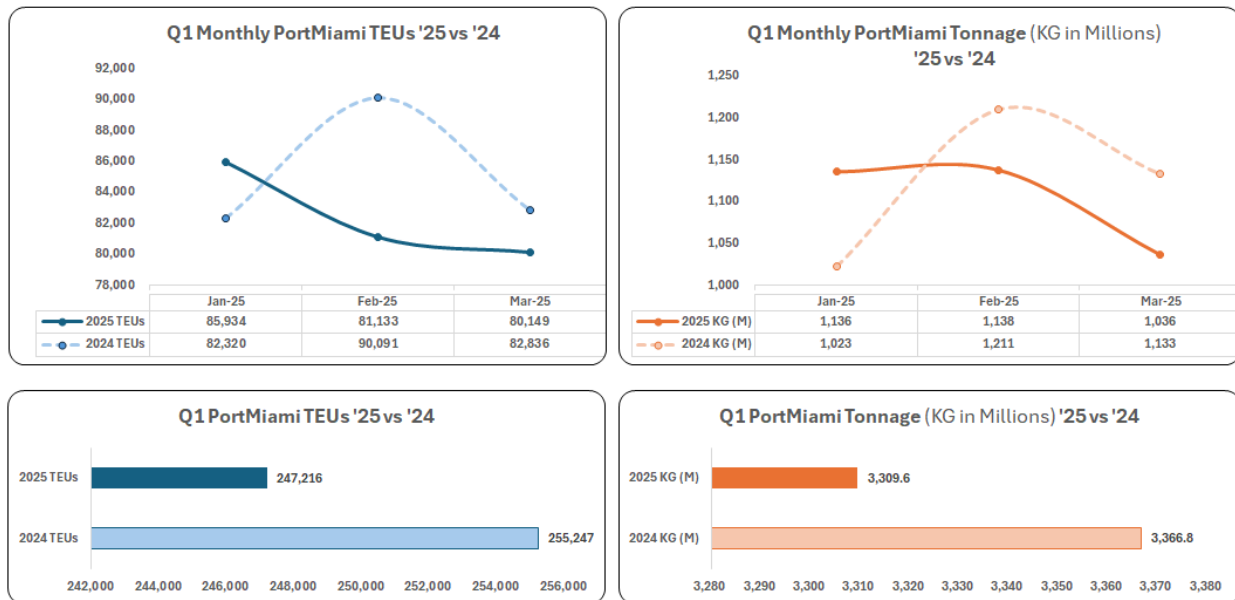 Q1 Monthly PortMiami TEUs '25 vs '24
92,000
90,000
88,000
86,000
84,000
82,000
80,000
78,000
Jan-25 Feb-25 Mar-25
2025 TEUs 85,934 81,133 80,149
2024 TEUs 82,320 90,091 82,836
Q1 Monthly PortMiami Tonnage (KG in Millions)
'25 vs '24
1,250
1,200
1,150
1,100
1,050
1,000
Jan-25 Feb-25 Mar-25
2025 KG (M) 1,136 1,138 1,036
2024 KG (M) 1,023 1,211 1,133
Q1 PortMiami TEUs '25 vs '24
2025 TEUs 247,216
2024 TEUs 255,247
242,000 244,000 246,000 248,000 250,000 252,000 254,000 256,000
Q1 PortMiami Tonnage (KG in Millions) '25 vs '24
2025 KG (M) 3,309.6
2024 KG (M) 3,366.8
3,280 3,290 3,300 3,310 3,320 3,330 3,340 3,350 3,360 3,370 3,380